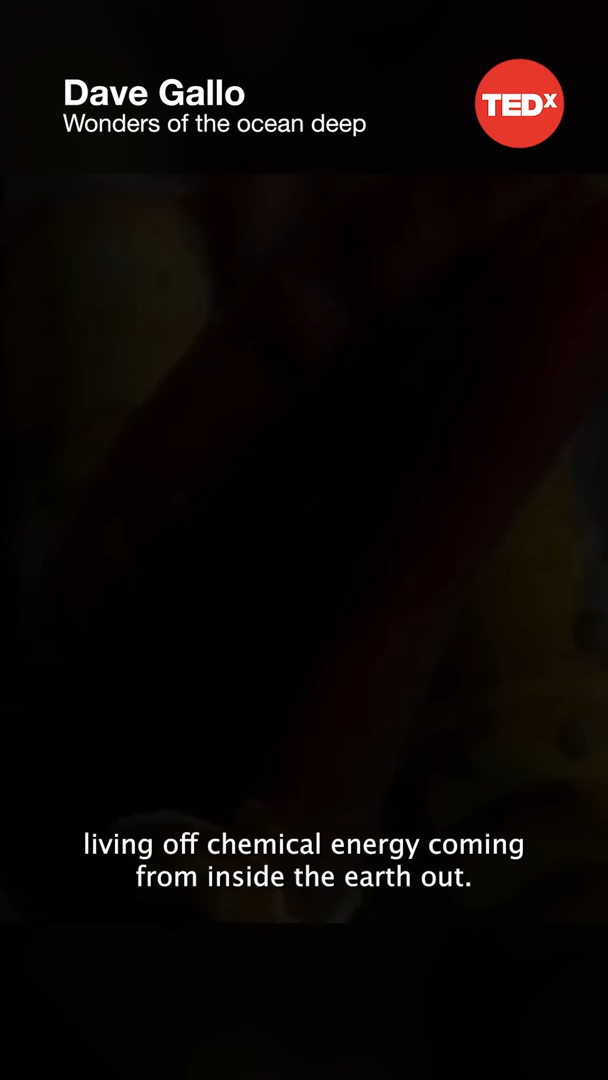 Dave Gallo
Wonders of the ocean deep
TEDx
living off chemical energy coming
from inside the earth out.